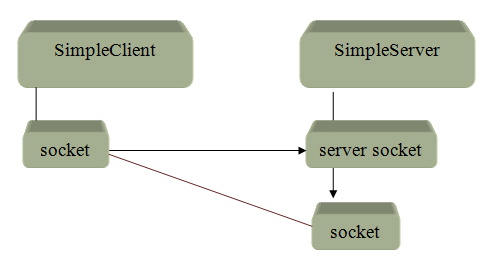 SimpleClient
SimpleServer
socket
server socket
socket